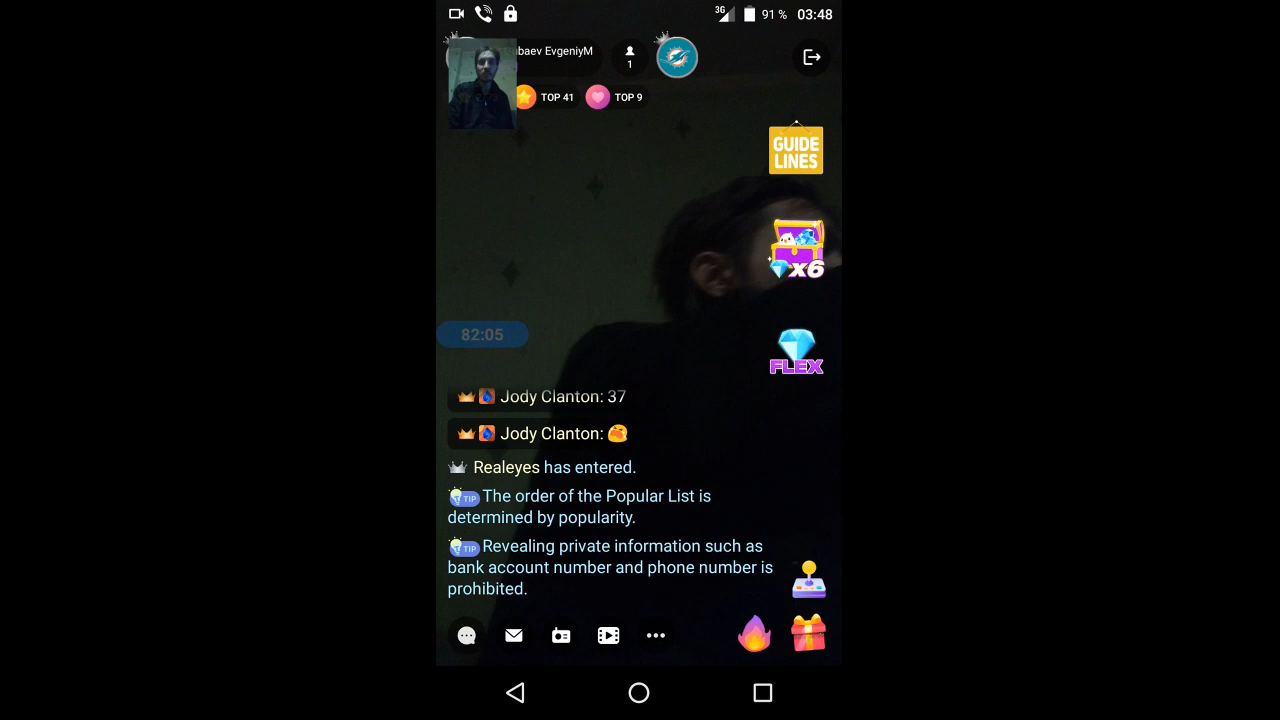 3G
91 %
03:48
baev EvgeniyM
1
TOP 41
TOP 9
GUIDE
LINES
x6
82:05
FLEX
Jody Clanton: 37
Jody Clanton:
Realeyes has entered.
TIP The order of the Popular List is
determined by popularity.
TIP Revealing private information such as
bank account number and phone number is
prohibited.